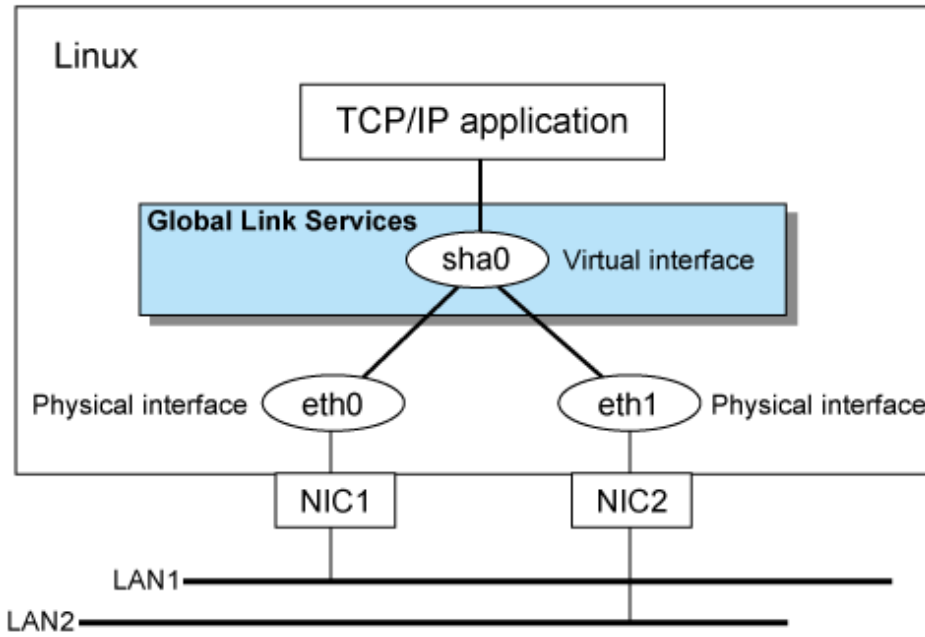 Linux
TCP/IP application
Global Link Services
sha0
Virtual interface
Physical interface
eth0
eth1
Physical interface
NIC1
NIC2
LAN1
LAN2